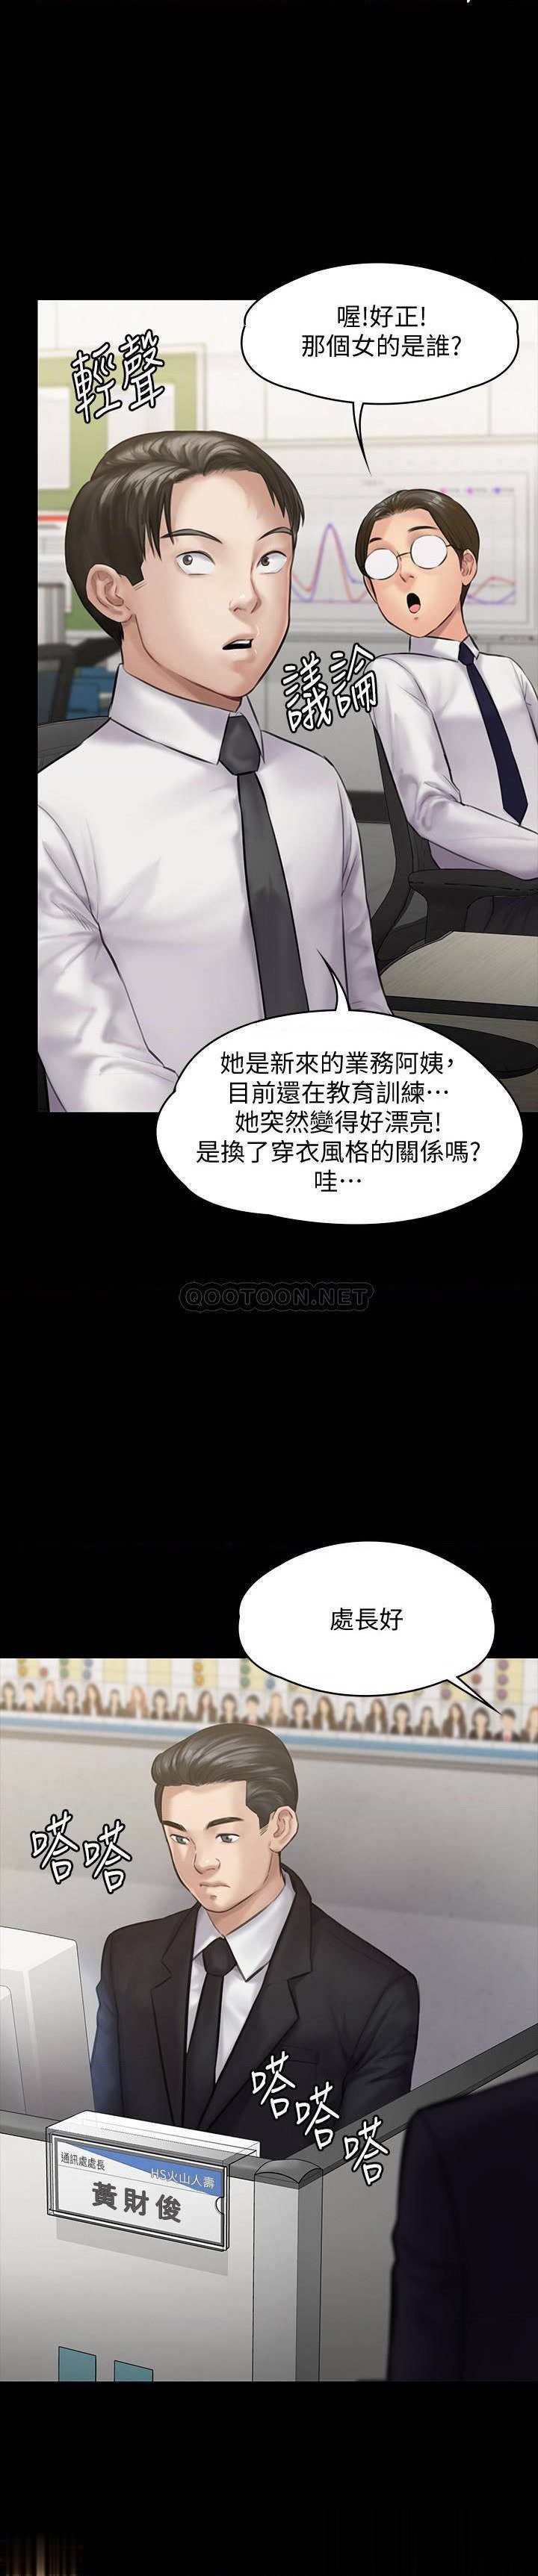 喔!好正!
那個女的是誰?
輕聲
議論
她是新來的業務阿姨，
目前還在教育訓練…
她突然變得好漂亮!
是換了穿衣風格的關係嗎?
哇…
QOOTOON.NET
處長好
嗒嗒
嗒嗒嗒
通訊處處長
HS火山人壽
黃財俊